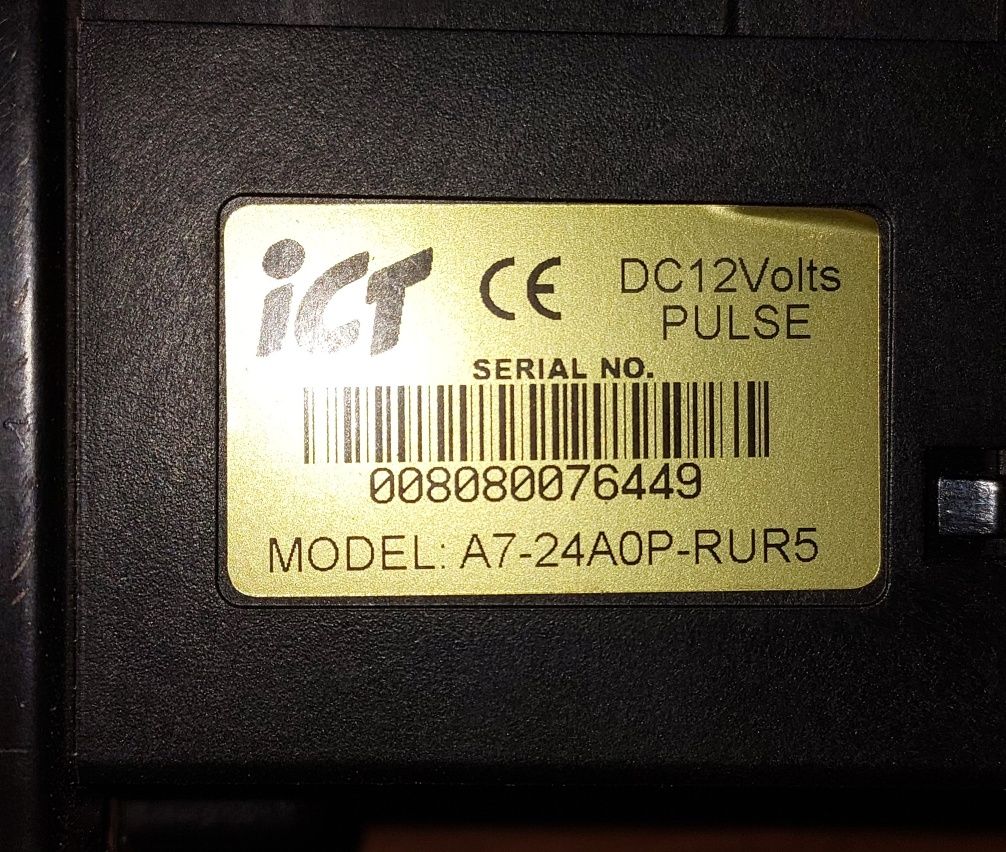 iCT CE DC12Volts
PULSE
SERIAL NO.
008080076449
MODEL: A7-24A0P-RUR5